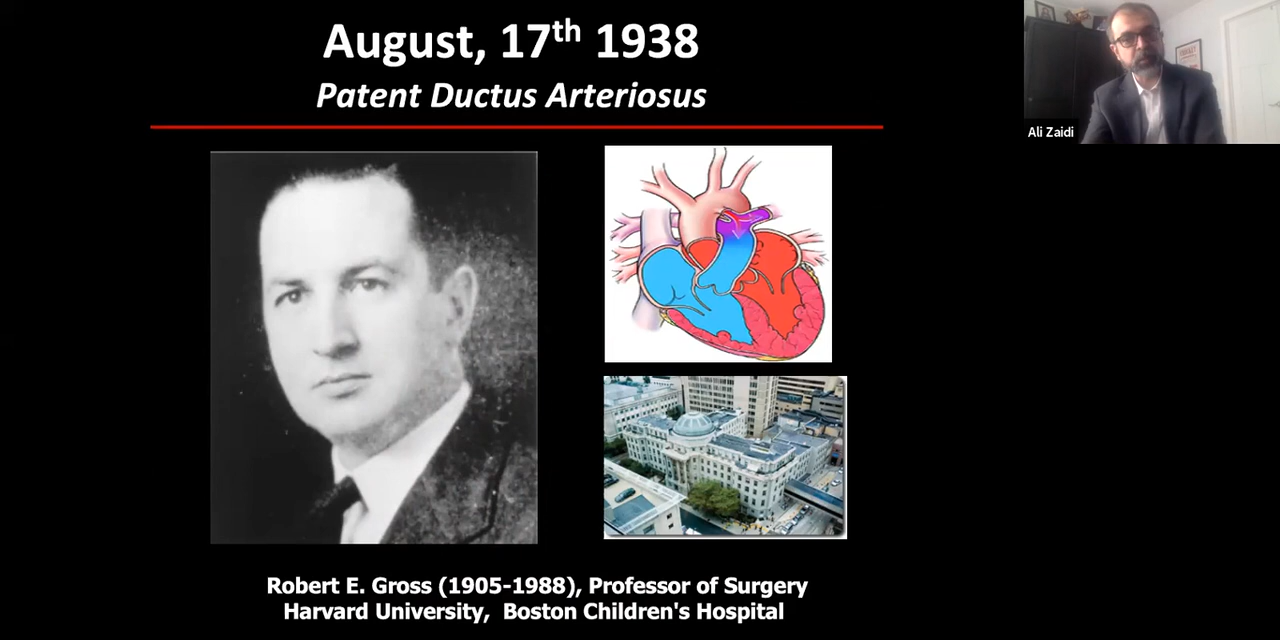 August, 17th 1938
Patent Ductus Arteriosus
Ali Zaidi
Robert E. Gross (1905-1988), Professor of Surgery
Harvard University, Boston Children's Hospital